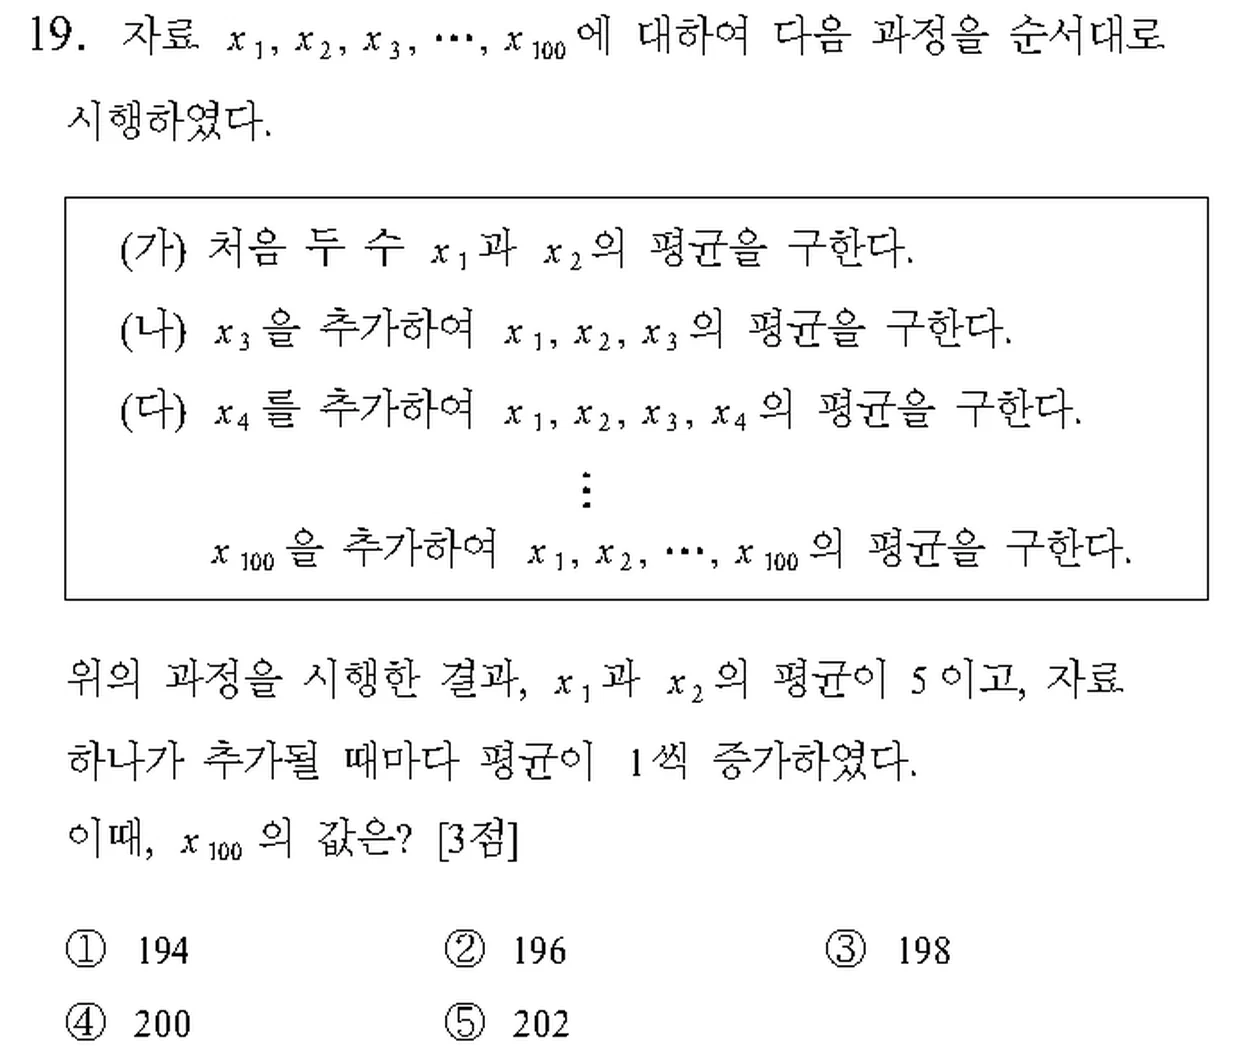 19. 자료 x₁, x₂, x₃, ⋯, x₁₀₀에 대하여 다음 과정을 순서대로
시행하였다.
(가) 처음 두 수 x₁과 x₂의 평균을 구한다.
(나) x₃을 추가하여 x₁, x₂, x₃의 평균을 구한다.
(다) x₄를 추가하여 x₁, x₂, x₃, x₄의 평균을 구한다.
⋮
x₁₀₀을 추가하여 x₁, x₂, ⋯, x₁₀₀의 평균을 구한다.
위의 과정을 시행한 결과, x₁과 x₂의 평균이 5이고, 자료
하나가 추가될 때마다 평균이 1씩 증가하였다.
이때, x₁₀₀의 값은? [3점]
① 194 ② 196 ③ 198
④ 200 ⑤ 202